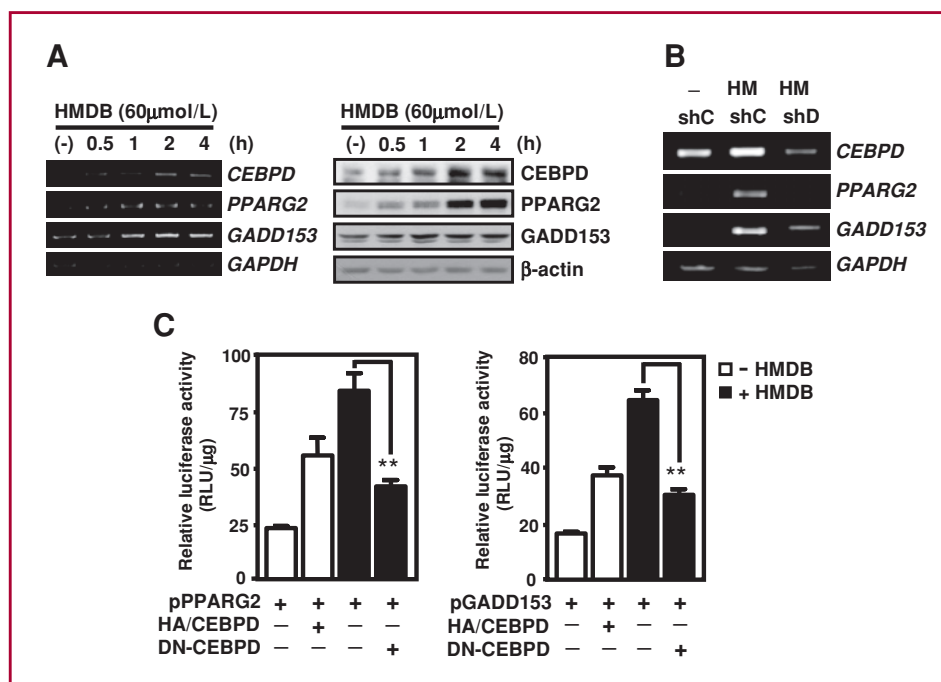 A
HMDB (60μmol/L)
(-) 0.5 1 2 4 (h)
CEBPD
PPARG2
GADD153
GAPDH
HMDB (60μmol/L)
(-) 0.5 1 2 4 (h)
CEBPD
PPARG2
GADD153
β-actin
B
– HM HM
shC shC shD
CEBPD
PPARG2
GADD153
GAPDH
C
Relative luciferase activity
(RLU/μg)
100
75
50
25
0
**
pPPARG2 + + + +
HA/CEBPD – + – –
DN-CEBPD – – – +
Relative luciferase activity
(RLU/μg)
80
60
40
20
0
**
pGADD153 + + + +
HA/CEBPD – + – –
DN-CEBPD – – – +
– HMDB
+ HMDB